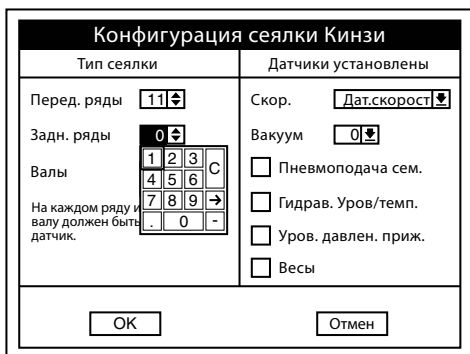 Конфигурация сеялки Кинзи
Тип сеялки
Датчики установлены
Перед. ряды 11
Задн. ряды 0
Валы
1 2 3 C
4 5 6
7 8 9 →
. 0 -
На каждом ряду и
валу должен быть
датчик.
Скор. Дат.скорост
Вакуум 0
Пневмоподача сем.
Гидрав. Уров/темп.
Уров. давлен. приж.
Весы
OK
Отмен